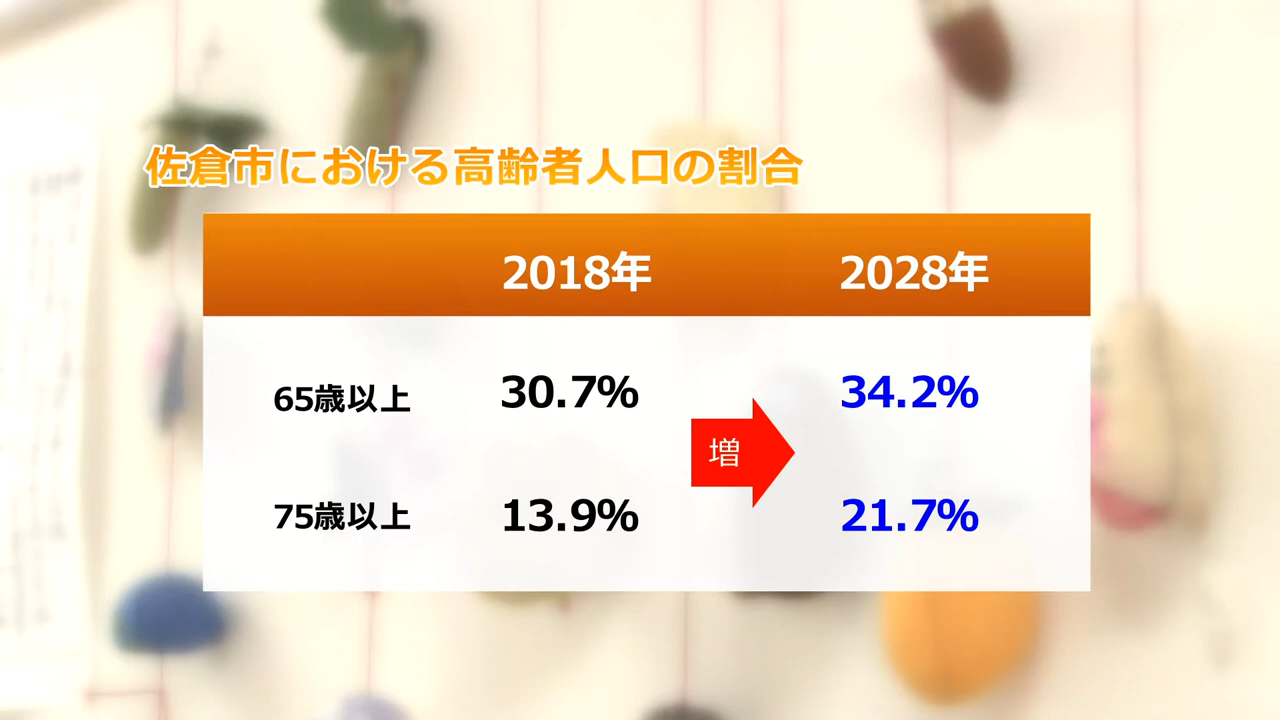 佐倉市における高齢者人口の割合
2018年 2028年
65歳以上 30.7% 34.2%
増
75歳以上 13.9% 21.7%